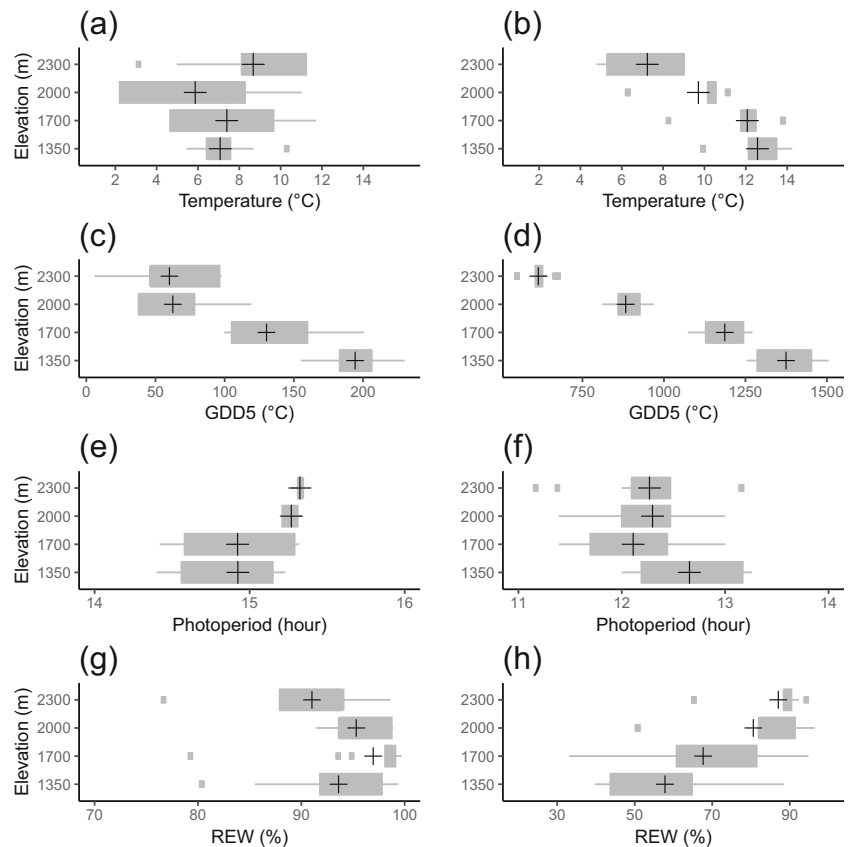 (a)
(b)
Elevation (m)
2300
2000
1700
1350
2 4 6 8 10 12 14
Temperature (°C)
Elevation (m)
2300
2000
1700
1350
2 4 6 8 10 12 14
Temperature (°C)
(c)
(d)
Elevation (m)
2300
2000
1700
1350
0 50 100 150 200
GDD5 (°C)
Elevation (m)
2300
2000
1700
1350
750 1000 1250 1500
GDD5 (°C)
(e)
(f)
Elevation (m)
2300
2000
1700
1350
14 15 16
Photoperiod (hour)
Elevation (m)
2300
2000
1700
1350
11 12 13 14
Photoperiod (hour)
(g)
(h)
Elevation (m)
2300
2000
1700
1350
70 80 90 100
REW (%)
Elevation (m)
2300
2000
1700
1350
30 50 70 90
REW (%)